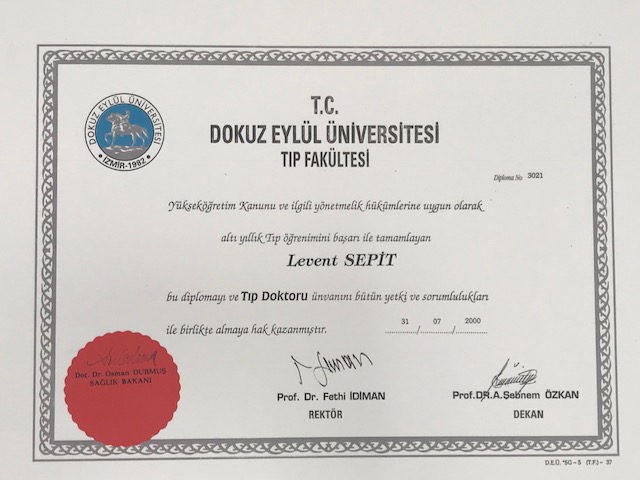 DOKUZ EYLÜL ÜNİVERSİTESİ
• İZMİR-1982 •
T.C.
DOKUZ EYLÜL ÜNİVERSİTESİ
TIP FAKÜLTESİ
Diploma No 3021
Yükseköğretim Kanunu ve ilgili yönetmelik hükümlerine uygun olarak
altı yıllık Tıp öğrenimini başarı ile tamamlayan
Levent SEPİT
bu diplomayı ve Tıp Doktoru ünvanını bütün yetki ve sorumlulukları
ile birlikte almaya hak kazanmıştır.
31 / 07 / 2000
Doç. Dr. Osman DURMUŞ
SAĞLIK BAKANI
Prof. Dr. Fethi İDİMAN
REKTÖR
Prof.DR.A.Şebnem ÖZKAN
DEKAN
D.E.Ü. *SG-5 (T.F.)- 37